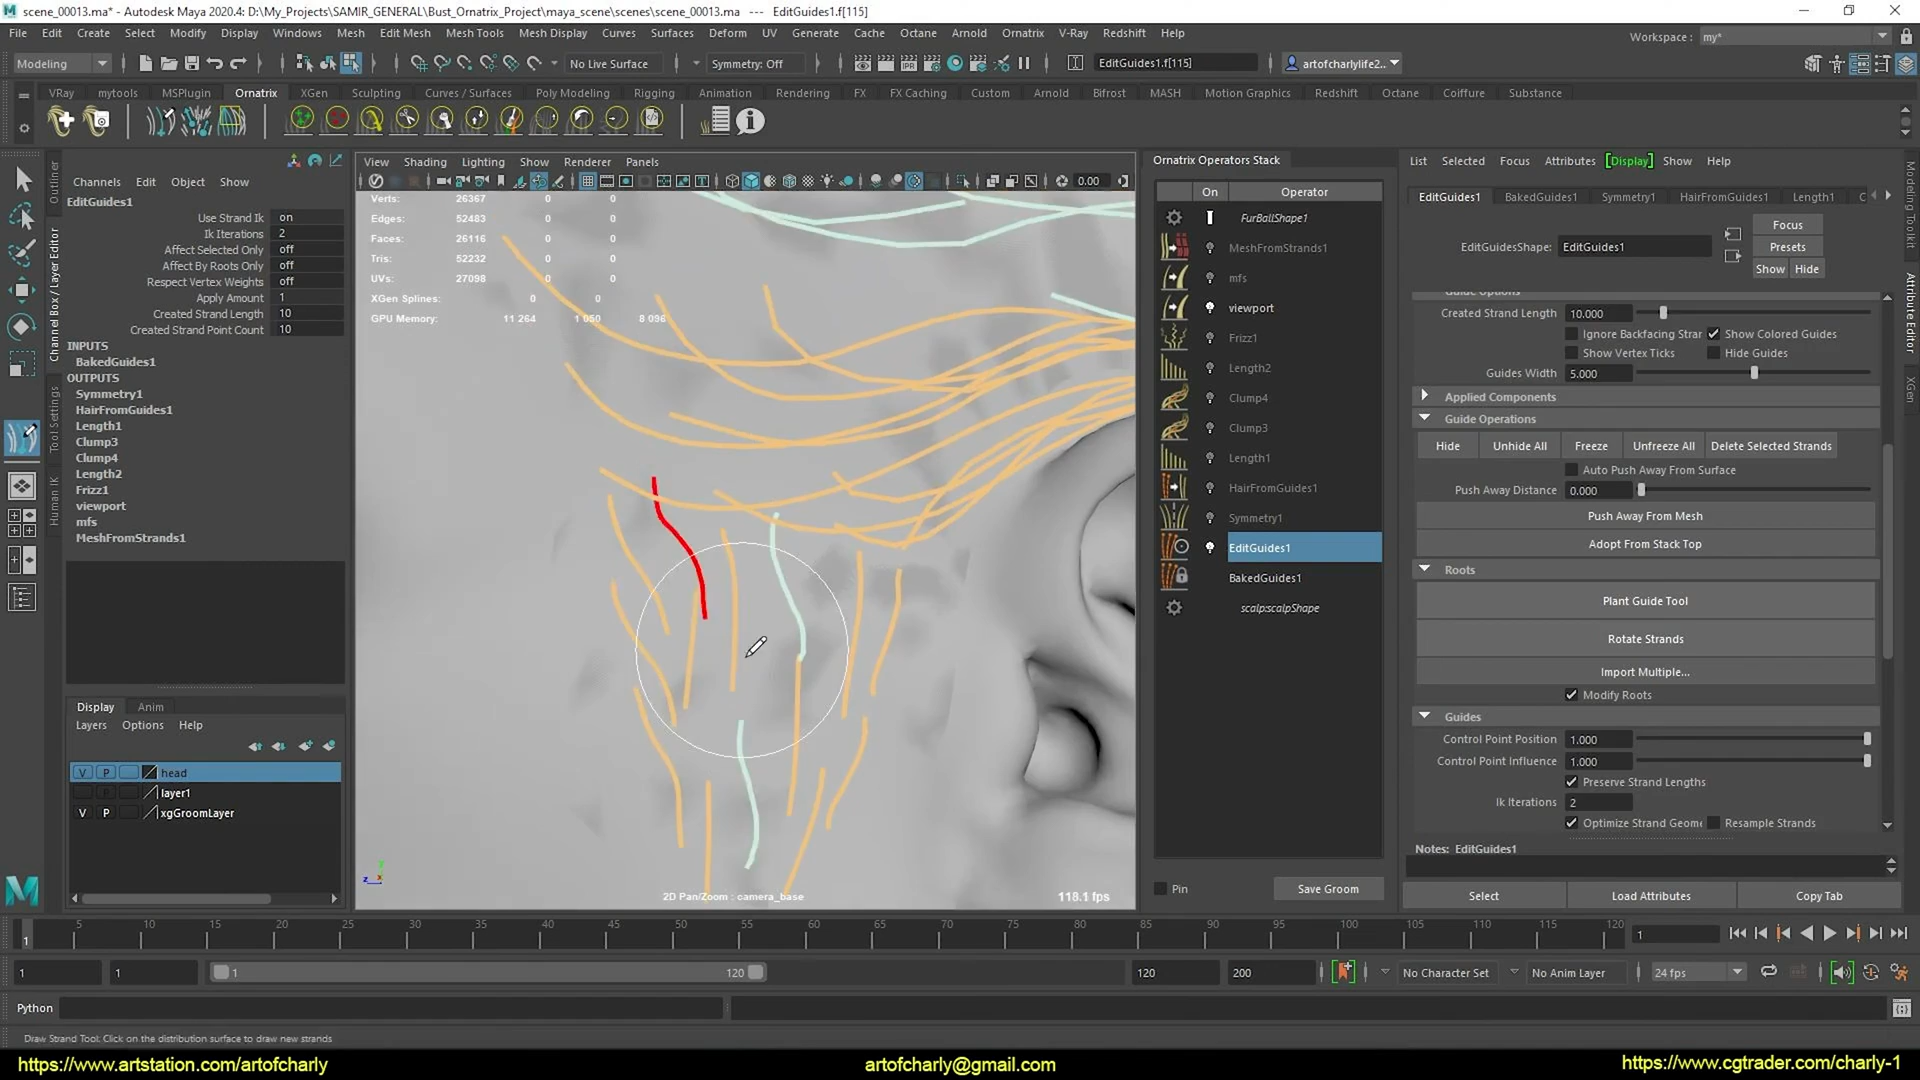 scene_00013.ma* - Autodesk Maya 2020.4: D:\My_Projects\SAMIR_GENERAL\Bust_Ornatrix_Project\maya_scene\scenes\scene_00013.ma   ---   EditGuides1.f[115]
File Edit Create Select Modify Display Windows Mesh Edit Mesh Mesh Tools Mesh Display Curves Surfaces Deform UV Generate Cache Octane Arnold Ornatrix V-Ray Redshift Help
Workspace : my*
Modeling No Live Surface Symmetry: Off EditGuides1.f[115] artofcharlylife2...
VRay mytools MSPlugin Ornatrix XGen Sculpting Curves / Surfaces Poly Modeling Rigging Animation Rendering FX FX Caching Custom Arnold Bifrost MASH Motion Graphics Redshift Octane Coiffure Substance
Outliner
Channel Box / Layer Editor
Tool Settings
Human IK
Channels Edit Object Show
EditGuides1
Use Strand Ik on
Ik Iterations 2
Affect Selected Only off
Affect By Roots Only off
Respect Vertex Weights off
Apply Amount 1
Created Strand Length 10
Created Strand Point Count 10
INPUTS
BakedGuides1
OUTPUTS
Symmetry1
HairFromGuides1
Length1
Clump3
Clump4
Length2
Frizz1
viewport
mfs
MeshFromStrands1
Display Anim
Layers Options Help
V P head
P layer1
V P xgGroomLayer
View Shading Lighting Show Renderer Panels
0.00
Verts: 26367 0 0
Edges: 52483 0 0
Faces: 26116 0 0
Tris: 52232 0 0
UVs: 27098 0 0
XGen Splines: 0 0
GPU Memory: 11 264 1 050 8 096
2D Pan/Zoom : camera_base
118.1 fps
Ornatrix Operators Stack
On Operator
FurBallShape1
MeshFromStrands1
mfs
viewport
Frizz1
Length2
Clump4
Clump3
Length1
HairFromGuides1
Symmetry1
EditGuides1
BakedGuides1
scalp:scalpShape
Pin Save Groom
List Selected Focus Attributes [Display] Show Help
EditGuides1 BakedGuides1 Symmetry1 HairFromGuides1 Length1 C
Focus
EditGuidesShape: EditGuides1 Presets
Show Hide
Guide Options
Created Strand Length 10.000
Ignore Backfacing Strar Show Colored Guides
Show Vertex Ticks Hide Guides
Guides Width 5.000
Applied Components
Guide Operations
Hide Unhide All Freeze Unfreeze All Delete Selected Strands
Auto Push Away From Surface
Push Away Distance 0.000
Push Away From Mesh
Adopt From Stack Top
Roots
Plant Guide Tool
Rotate Strands
Import Multiple...
Modify Roots
Guides
Control Point Position 1.000
Control Point Influence 1.000
Preserve Strand Lengths
Ik Iterations 2
Optimize Strand Geome Resample Strands
Notes: EditGuides1
Select Load Attributes Copy Tab
Modeling Toolkit
Attribute Editor
XGen
5 10 15 20 25 30 35 40 45 50 55 60 65 70 75 80 85 90 95 100 105 110 115 120
1 1
1 1 1 120 120 200 No Character Set No Anim Layer 24 fps
Python
Draw Strand Tool: Click on the distribution surface to draw new strands
https://www.artstation.com/artofcharly
artofcharly@gmail.com
https://www.cgtrader.com/charly-1